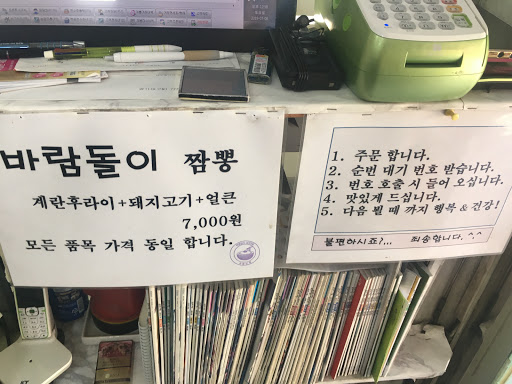 바람돌이 짬뽕
계란후라이+돼지고기+얼큰
7,000원
모든 품목 가격 동일 합니다.
1. 주문 합니다.
2. 순번 대기 번호 받습니다.
3. 번호 호출 시 들어 오십니다.
4. 맛있게 드십니다.
5. 다음 뵐 때 까지 행복 & 건강!
불편하시죠?... 죄송합니다. ^.^